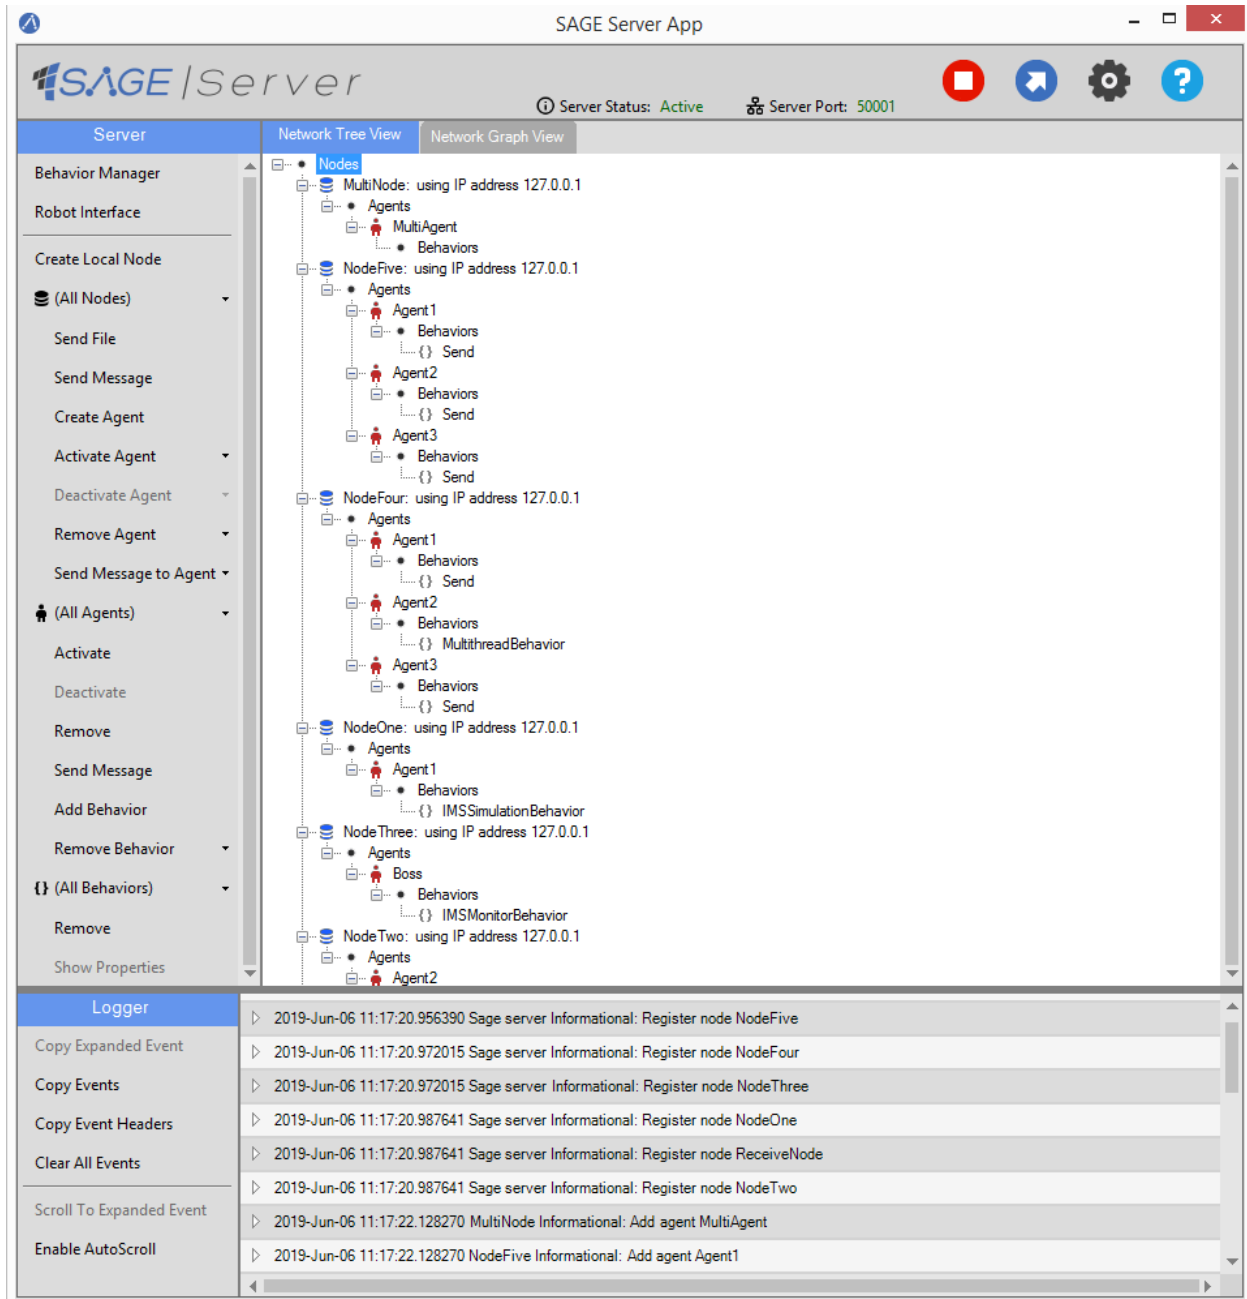 SAGE Server App
SAGE | Server
Server Status: Active
Server Port: 50001
Server
Network Tree View
Network Graph View
Behavior Manager
Robot Interface
Create Local Node
(All Nodes)
Send File
Send Message
Create Agent
Activate Agent
Deactivate Agent
Remove Agent
Send Message to Agent
(All Agents)
Activate
Deactivate
Remove
Send Message
Add Behavior
Remove Behavior
{} (All Behaviors)
Remove
Show Properties
Nodes
MultiNode: using IP address 127.0.0.1
Agents
MultiAgent
Behaviors
NodeFive: using IP address 127.0.0.1
Agents
Agent1
Behaviors
{} Send
Agent2
Behaviors
{} Send
Agent3
Behaviors
{} Send
NodeFour: using IP address 127.0.0.1
Agents
Agent1
Behaviors
{} Send
Agent2
Behaviors
{} MultithreadBehavior
Agent3
Behaviors
{} Send
NodeOne: using IP address 127.0.0.1
Agents
Agent1
Behaviors
{} IMSSimulationBehavior
NodeThree: using IP address 127.0.0.1
Agents
Boss
Behaviors
{} IMSMonitorBehavior
NodeTwo: using IP address 127.0.0.1
Agents
Agent2
Logger
Copy Expanded Event
Copy Events
Copy Event Headers
Clear All Events
Scroll To Expanded Event
Enable AutoScroll
2019-Jun-06 11:17:20.956390 Sage server Informational: Register node NodeFive
2019-Jun-06 11:17:20.972015 Sage server Informational: Register node NodeFour
2019-Jun-06 11:17:20.972015 Sage server Informational: Register node NodeThree
2019-Jun-06 11:17:20.987641 Sage server Informational: Register node NodeOne
2019-Jun-06 11:17:20.987641 Sage server Informational: Register node ReceiveNode
2019-Jun-06 11:17:20.987641 Sage server Informational: Register node NodeTwo
2019-Jun-06 11:17:22.128270 MultiNode Informational: Add agent MultiAgent
2019-Jun-06 11:17:22.128270 NodeFive Informational: Add agent Agent1